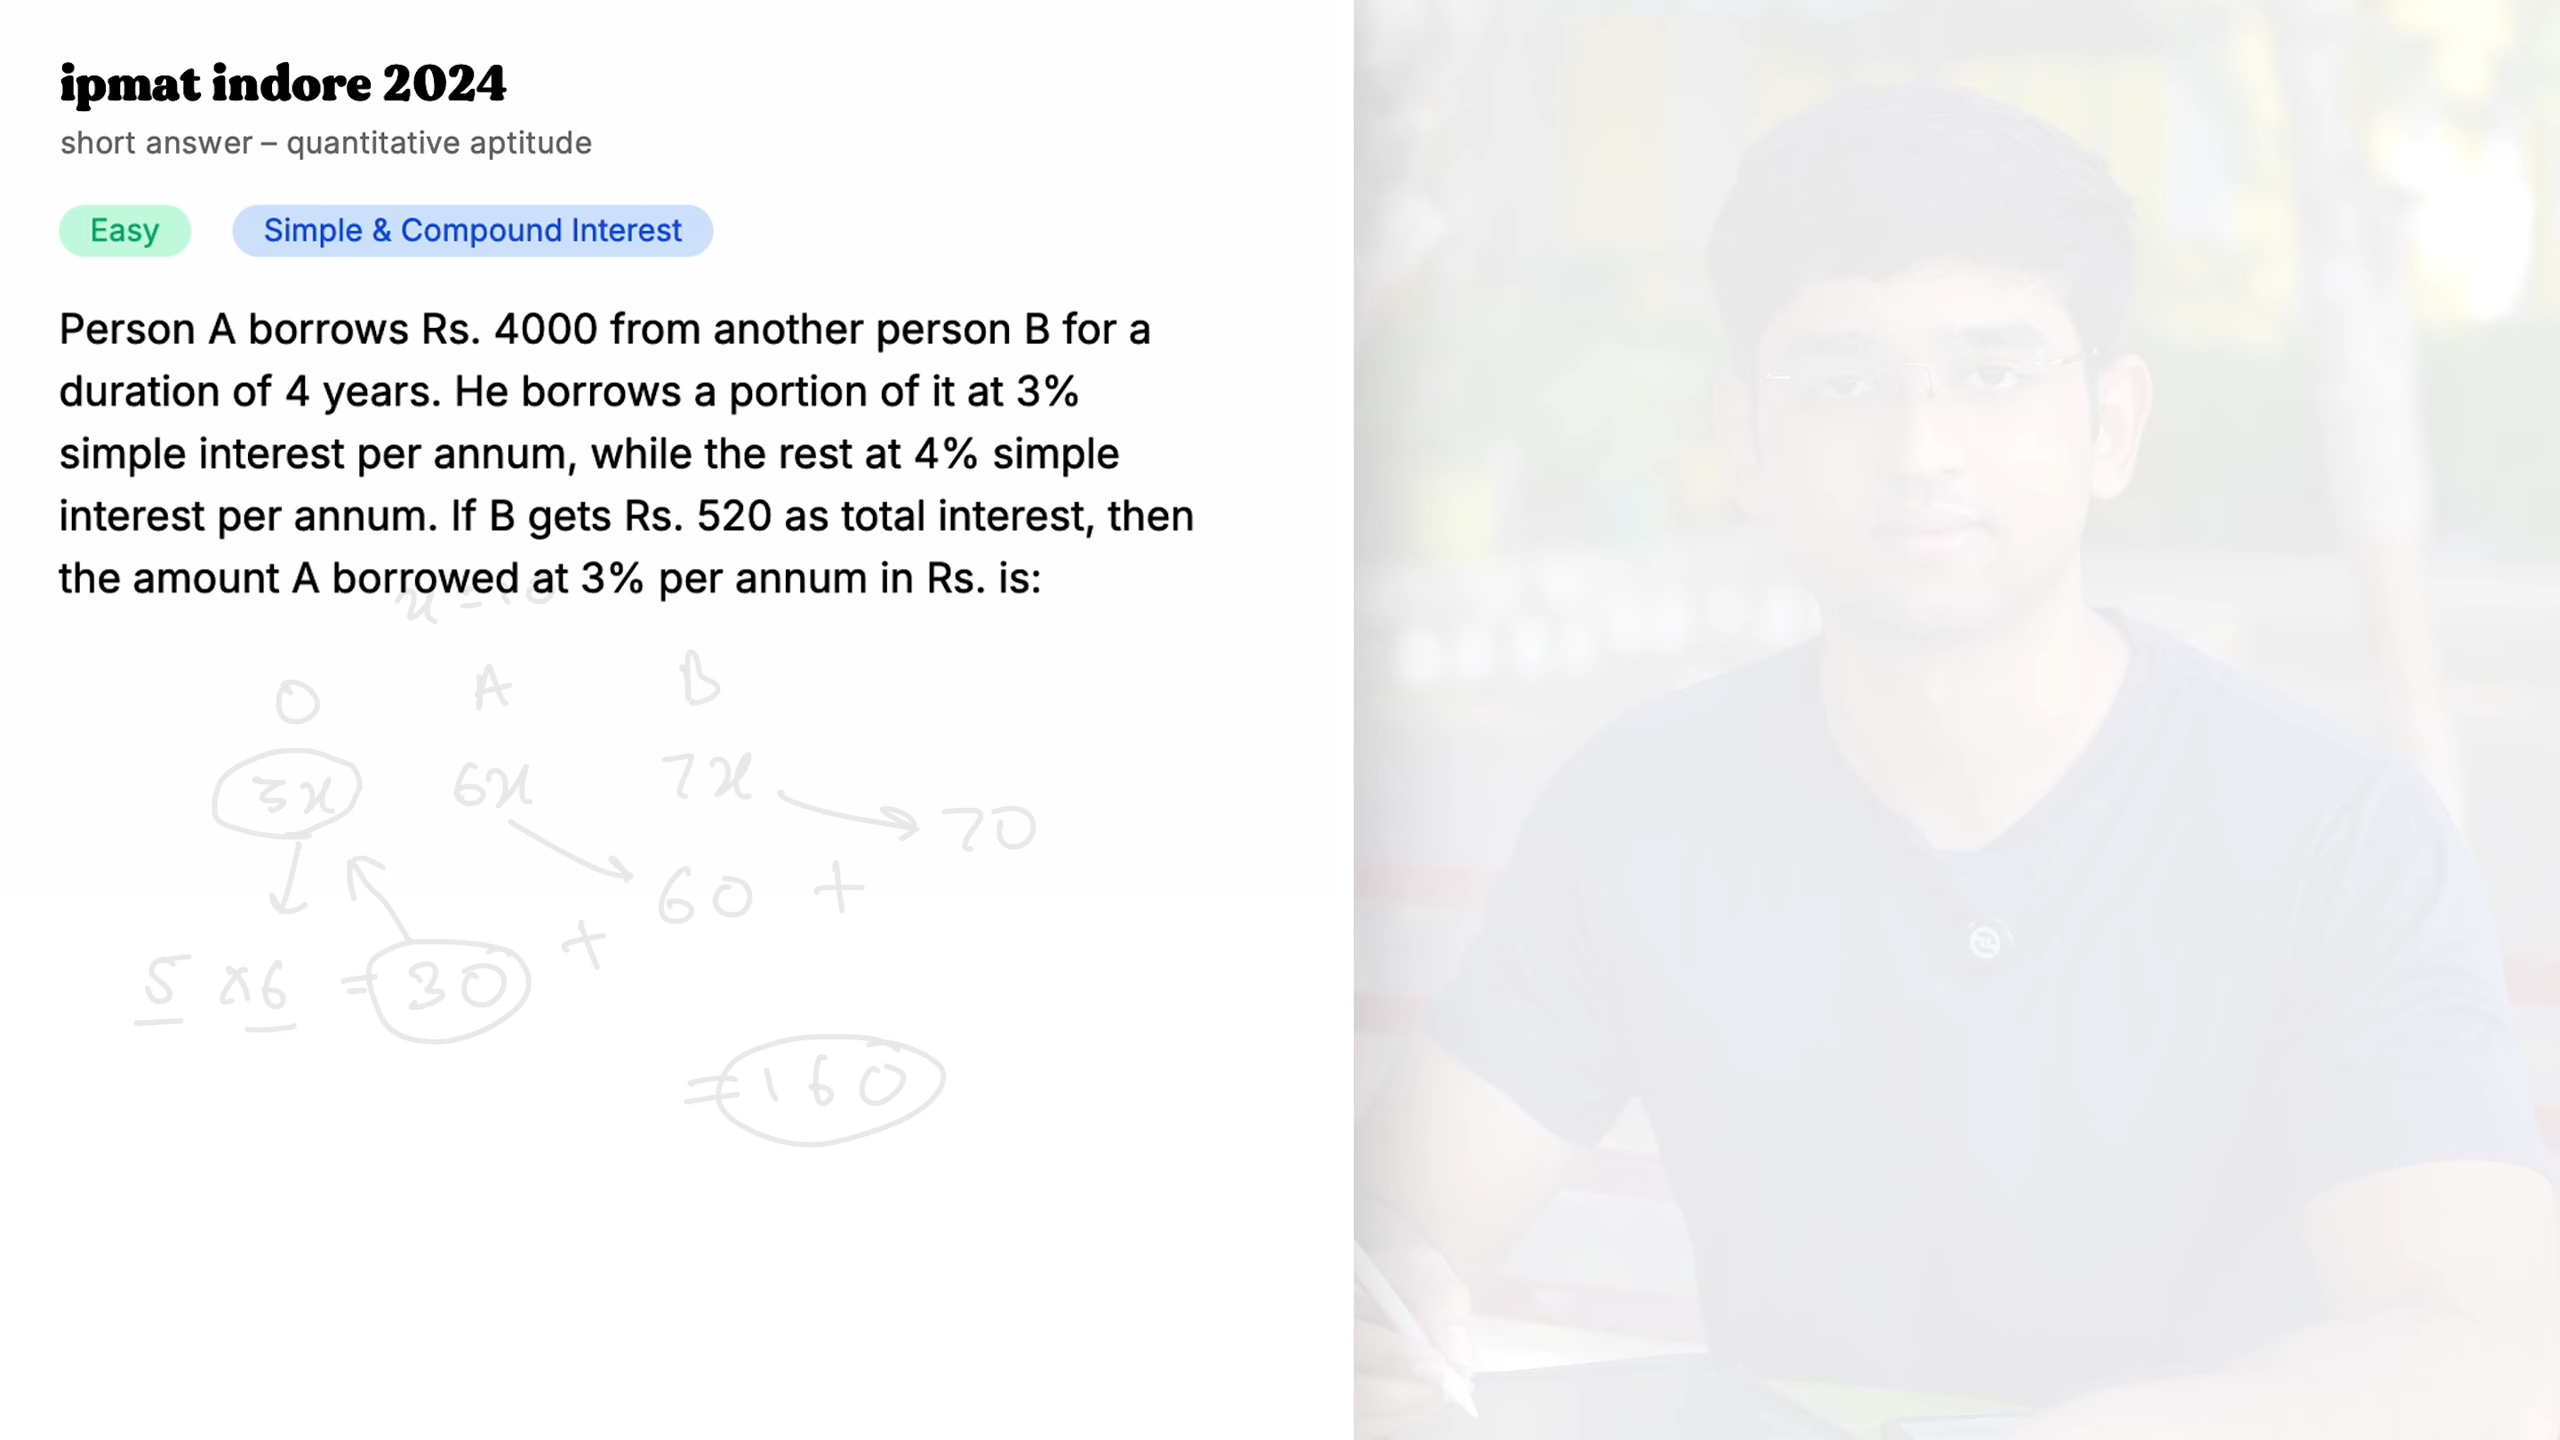 ipmat indore 2024
short answer – quantitative aptitude
Easy
Simple & Compound Interest
Person A borrows Rs. 4000 from another person B for a
duration of 4 years. He borrows a portion of it at 3%
simple interest per annum, while the rest at 4% simple
interest per annum. If B gets Rs. 520 as total interest, then
the amount A borrowed at 3% per annum in Rs. is:
x = 10
O A B
3x 6x 7x
70
60 +
5 × 6 = 30 +
= 160